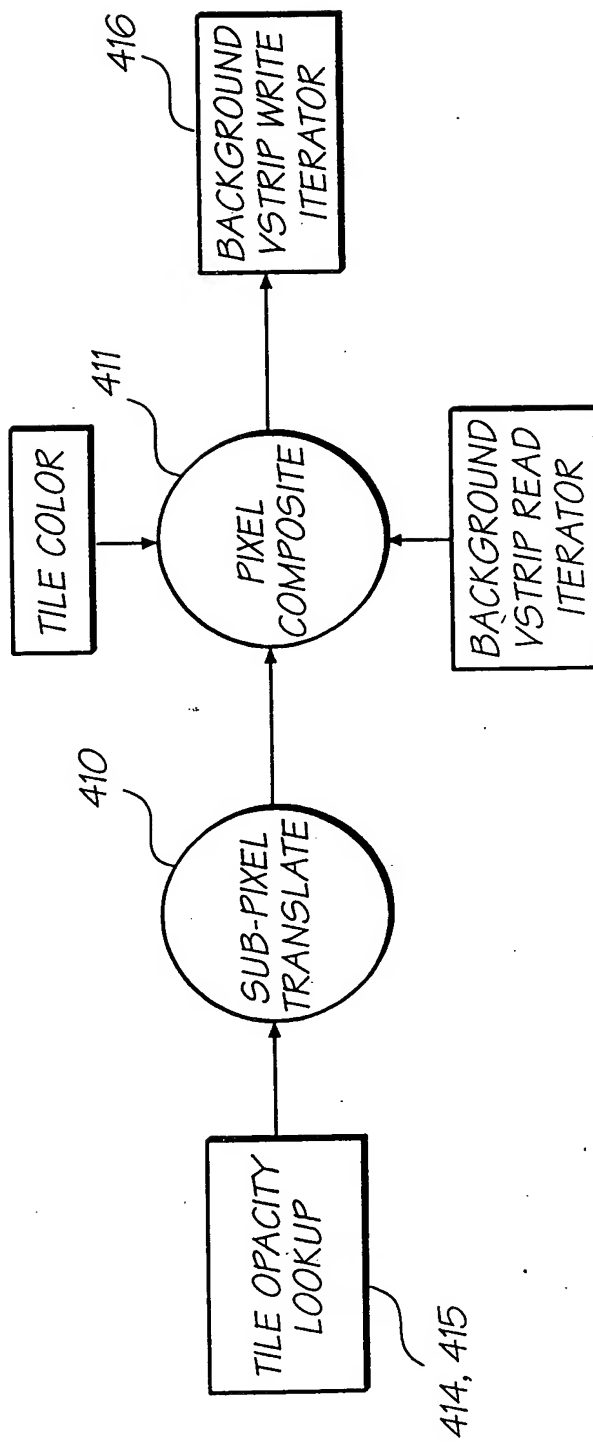 TILE OPACITY
LOOKUP
414, 415
SUB-PIXEL
TRANSLATE
410
TILE COLOR
PIXEL
COMPOSITE
411
BACKGROUND
VSTRIP READ
ITERATOR
BACKGROUND
VSTRIP WRITE
ITERATOR
416